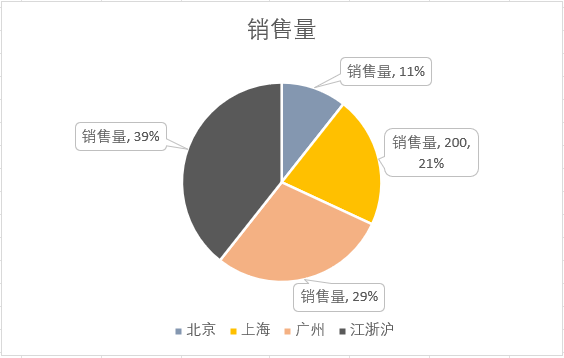 销售量
销售量, 11%
销售量, 39%
销售量, 200,
21%
销售量, 29%
北京 上海 广州 江浙沪